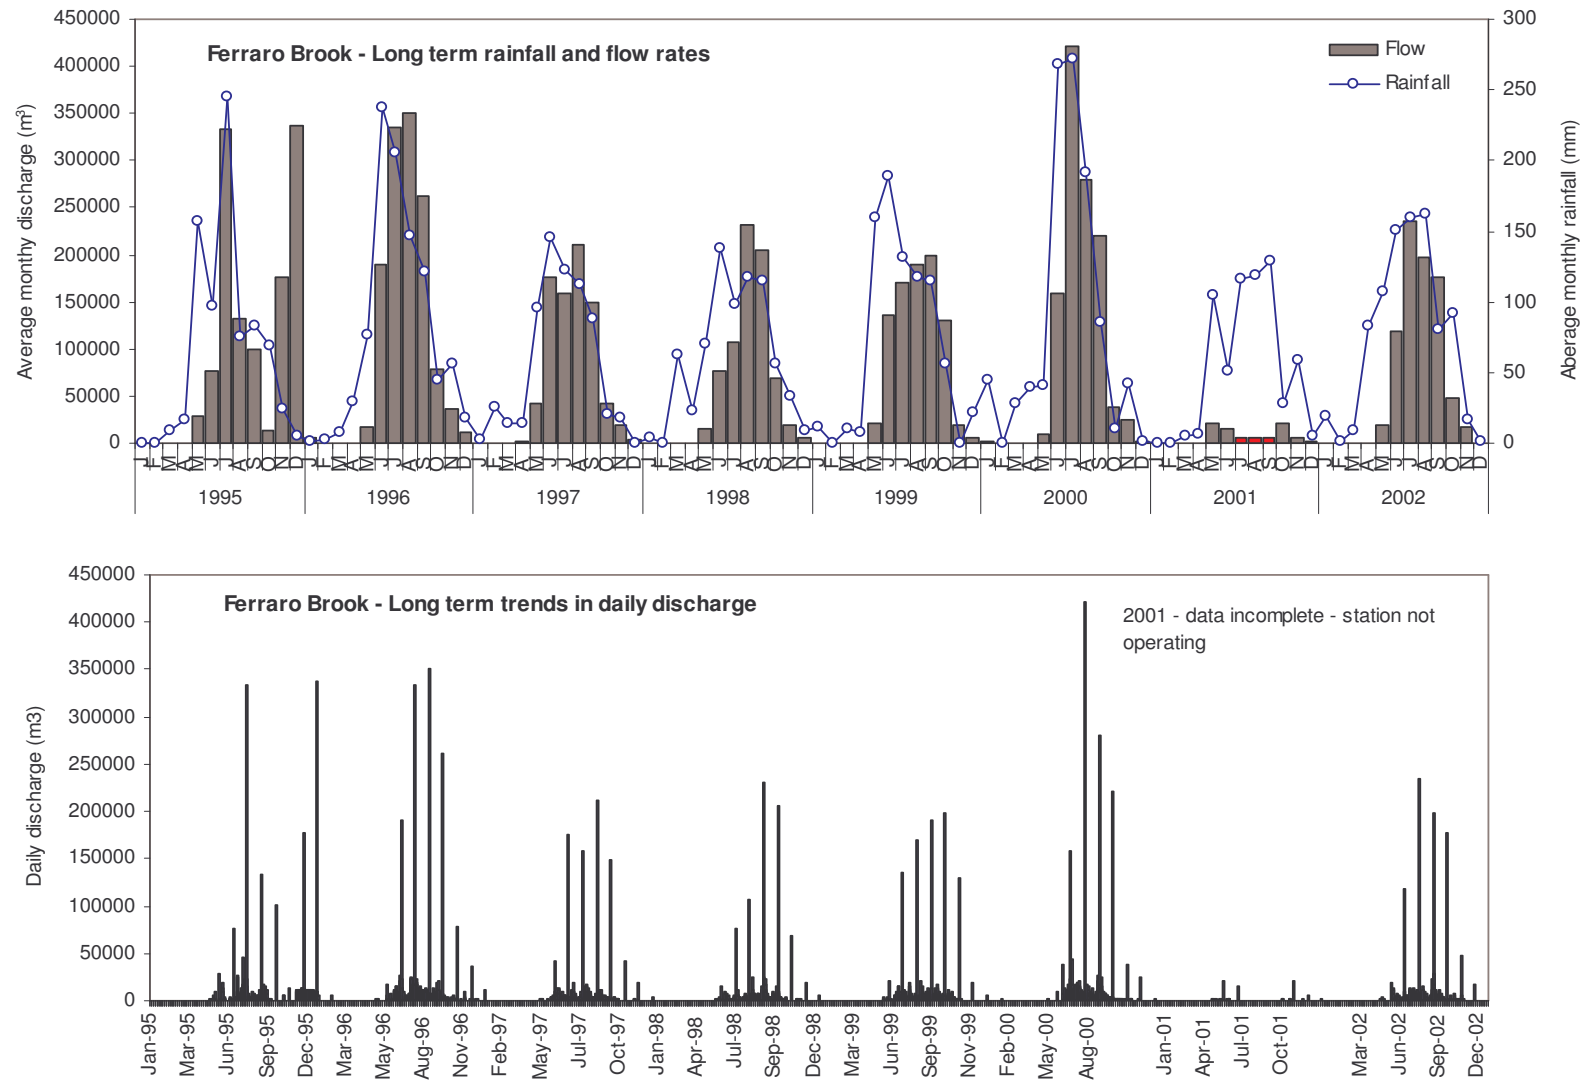 Ferraro Brook - Long term rainfall and flow rates
Flow
Rainfall
Average monthy discharge (m³)
450000
400000
350000
300000
250000
200000
150000
100000
50000
0
Aberage monthly rainfall (mm)
300
250
200
150
100
50
0
J F M A M J J A S O N D J F M A M J J A S O N D J F M A M J J A S O N D J F M A M J J A S O N D J F M A M J J A S O N D J F M A M J J A S O N D J F M A M J J A S O N D J F M A M J J A S O N D
1995 1996 1997 1998 1999 2000 2001 2002
Ferraro Brook - Long term trends in daily discharge
2001 - data incomplete - station not
operating
Daily discharge (m3)
450000
400000
350000
300000
250000
200000
150000
100000
50000
0
Jan-95
Mar-95
Jun-95
Sep-95
Dec-95
Mar-96
May-96
Aug-96
Nov-96
Feb-97
May-97
Jul-97
Oct-97
Jan-98
Apr-98
Jul-98
Sep-98
Dec-98
Mar-99
Jun-99
Sep-99
Nov-99
Feb-00
May-00
Aug-00
Jan-01
Apr-01
Jul-01
Oct-01
Mar-02
Jun-02
Sep-02
Dec-02